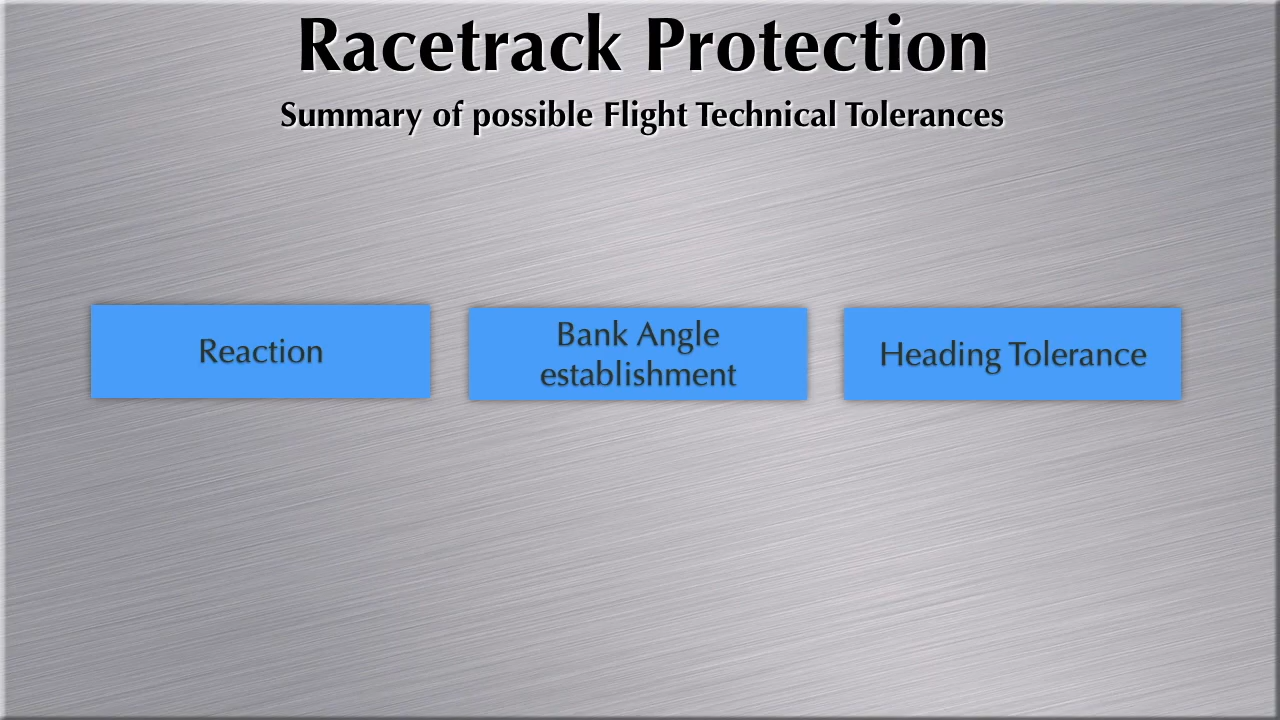 Racetrack Protection
Summary of possible Flight Technical Tolerances
Reaction
Bank Angle
establishment
Heading Tolerance